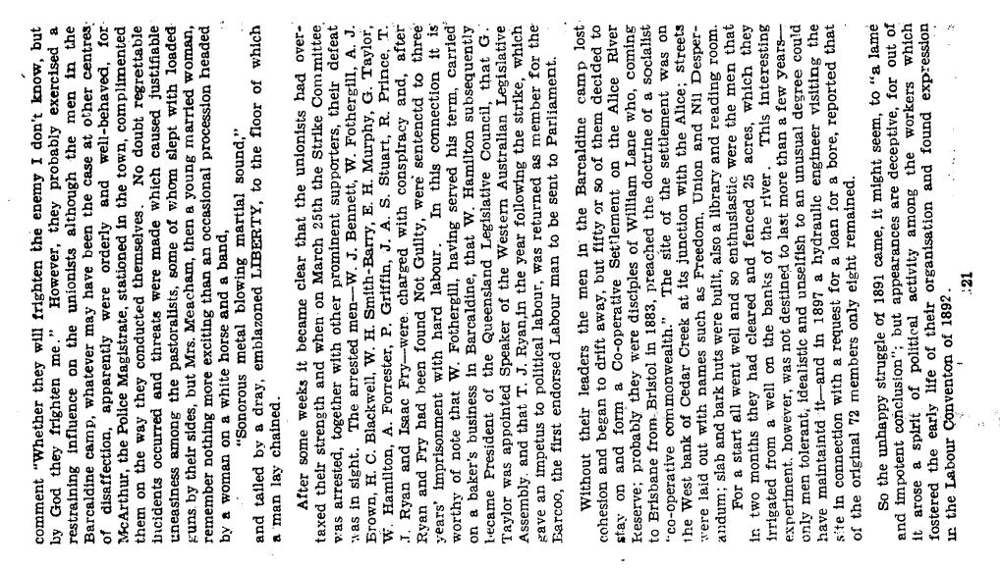 comment "Whether they will frighten the enemy I don't know, but
by God they frighten me." However, they probably exercised a
restraining influence on the unionists although the men in the
Barcaldine camp, whatever may have been the case at other centres
of disaffection, apparently were orderly and well-behaved, for
McArthur, the Police Magistrate, stationed in the town, complimented
them on the way they conducted themselves. No doubt regrettable
incidents occurred and threats were made which caused justifiable
uneasiness among the pastoralists, some of whom slept with loaded
guns by their sides, but Mrs. Meacham, then a young married woman,
remember nothing more exciting than an occasional procession headed
by a woman on a white horse and a band,
"Sonorous metal blowing martial sound,"
and tailed by a dray, emblazoned LIBERTY, to the floor of which
a man lay chained.
After some weeks it became clear that the unionists had over-
taxed their strength and when on March 25th the Strike Committee
was arrested, together with other prominent supporters, their defeat
was in sight. The arrested men—W. J. Bennett, W. Fothergill, A. J.
Brown, H. C. Blackwell, W. H. Smith-Barry, E. H. Murphy, G. Taylor,
W. Hamilton, A. Forrester, P. Griffin, J. A. S. Stuart, R. Prince, T.
J. Ryan and Isaac Fry—were charged with conspiracy and, after
Ryan and Fry had been found Not Guilty, were sentencd to three
years' imprisonment with hard labour. In this connection it is
worthy of note that W. Fothergill, having served his term, carried
on a baker's business in Barcaldine, that W. Hamilton subsequently
became President of the Queensland Legislative Council, that G.
Taylor was appointed Speaker of the Western Australian Legislative
Assembly. and that T. J. Ryan,in the year following the strike, which
gave an impetus to political labour, was returned as member for the
Barcoo, the first endorsed Labour man to be sent to Parliament.
Without their leaders the men in the Barcaldine camp lost
cohesion and began to drift away, but fifty or so of them decided to
stay on and form a Co-operative Settlement on the Alice River
Reserve; probably they were disciples of William Lane who, coming
to Brisbane from Bristol in 1883, preached the doctrine of a socialist
"co-operative commonwealth." The site of the settlement was on
the West bank of Cedar Creek at its junction with the Alice; streets
were laid out with names such as Freedom, Union and Nil Desper-
andum; slab and bark huts were built, also a library and reading room.
For a start all went well and so enthusiastic were the men that
in two months they had cleared and fenced 25 acres, which they
irrigated from a well on the banks of the river. This interesting
experiment, however, was not destined to last more than a few years—
only men tolerant, idealistic and unselfish to an unusual degree could
have maintaind it—and in 1897 a hydraulic engineer visiting the
site in connection with a request for a loan for a bore, reported that
of the original 72 members only eight remained.
So the unhappy struggle of 1891 came, it might seem, to "a lame
and impotent conclusion"; but appearances are deceptive, for out of
it arose a spirit of political activity among the workers which
fostered the early life of their organisation and found expression
in the Labour Conventon of 1892.
21